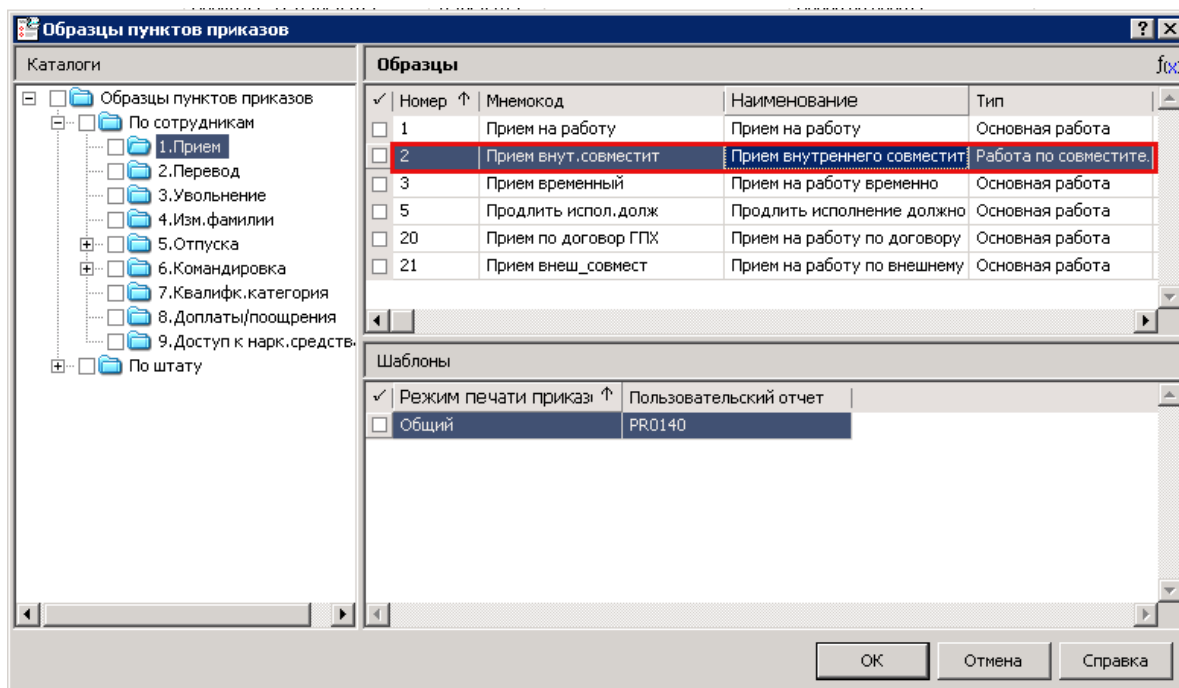 Образцы пунктов приказов
Каталоги
Образцы пунктов приказов
По сотрудникам
1.Прием
2.Перевод
3.Увольнение
4.Изм.фамилии
5.Отпуска
6.Командировка
7.Квалифк.категория
8.Доплаты/поощрения
9.Доступ к нарк.средств
По штату
Образцы
f(x)
Номер Мнемокод Наименование Тип
1 Прием на работу Прием на работу Основная работа
2 Прием внут.совместит Прием внутреннего совместит Работа по совместите.
3 Прием временный Прием на работу временно Основная работа
5 Продлить испол.долж Продлить исполнение должно Основная работа
20 Прием по договор ГПХ Прием на работу по договору Основная работа
21 Прием внеш_совмест Прием на работу по внешнему Основная работа
Шаблоны
Режим печати приказ Пользовательский отчет
Общий PR0140
ОК Отмена Справка